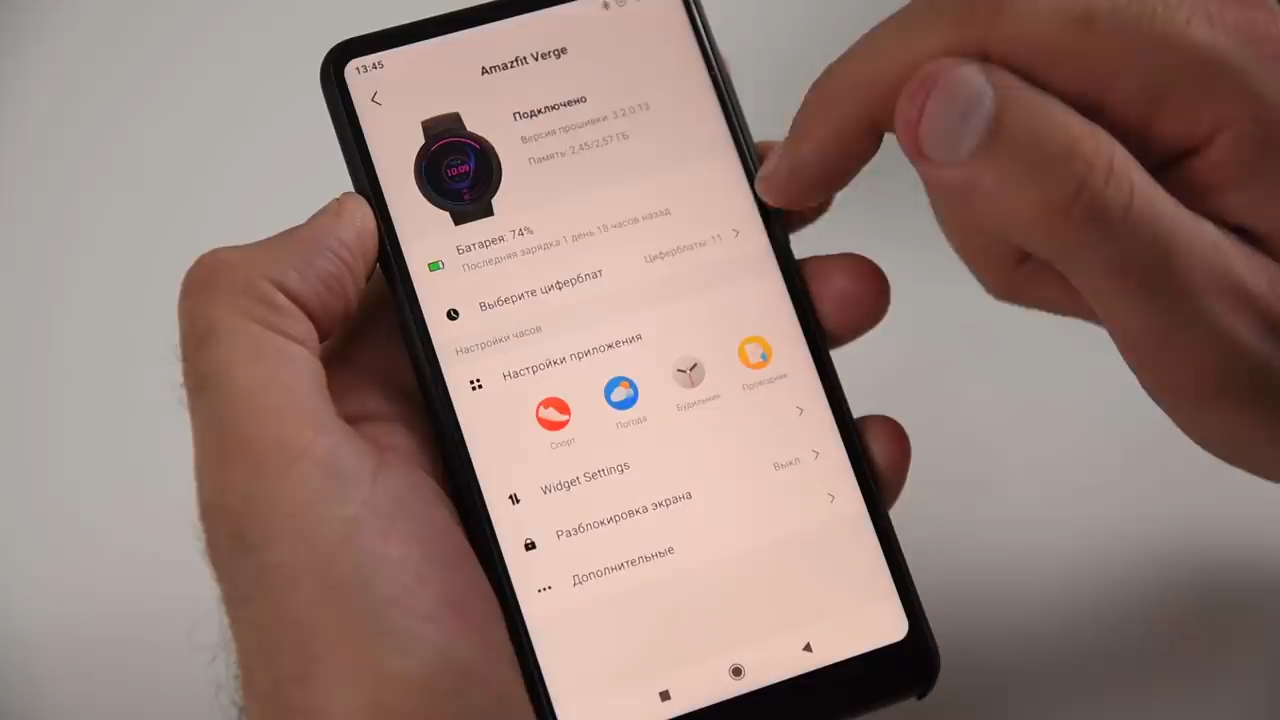 13:45
Amazfit Verge
Подключено
Версия прошивки: 3.2.0.13
Память: 2,45/2,57 ГБ
10:09
Батарея: 74%
Последняя зарядка 1 день 18 часов назад
Выберите циферблат
Циферблаты: 11
Настройки часов
Настройки приложения
Спорт
Погода
Будильник
Проводник
Widget Settings
Разблокировка экрана
Выкл
Дополнительные